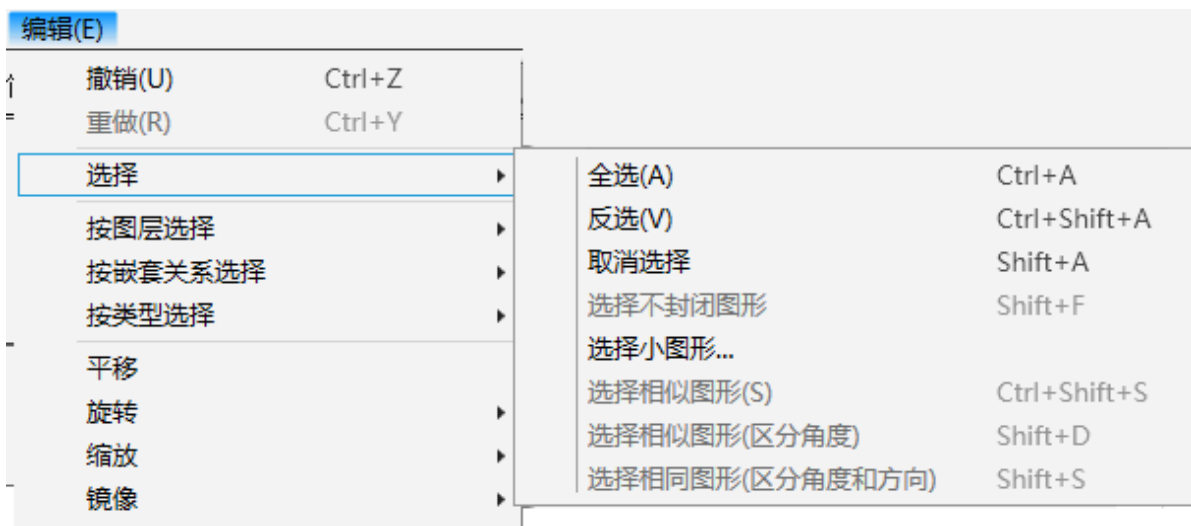 编辑(E)
撤销(U) Ctrl+Z
重做(R) Ctrl+Y
选择
按图层选择
按嵌套关系选择
按类型选择
平移
旋转
缩放
镜像
全选(A) Ctrl+A
反选(V) Ctrl+Shift+A
取消选择 Shift+A
选择不封闭图形 Shift+F
选择小图形...
选择相似图形(S) Ctrl+Shift+S
选择相似图形(区分角度) Shift+D
选择相同图形(区分角度和方向) Shift+S